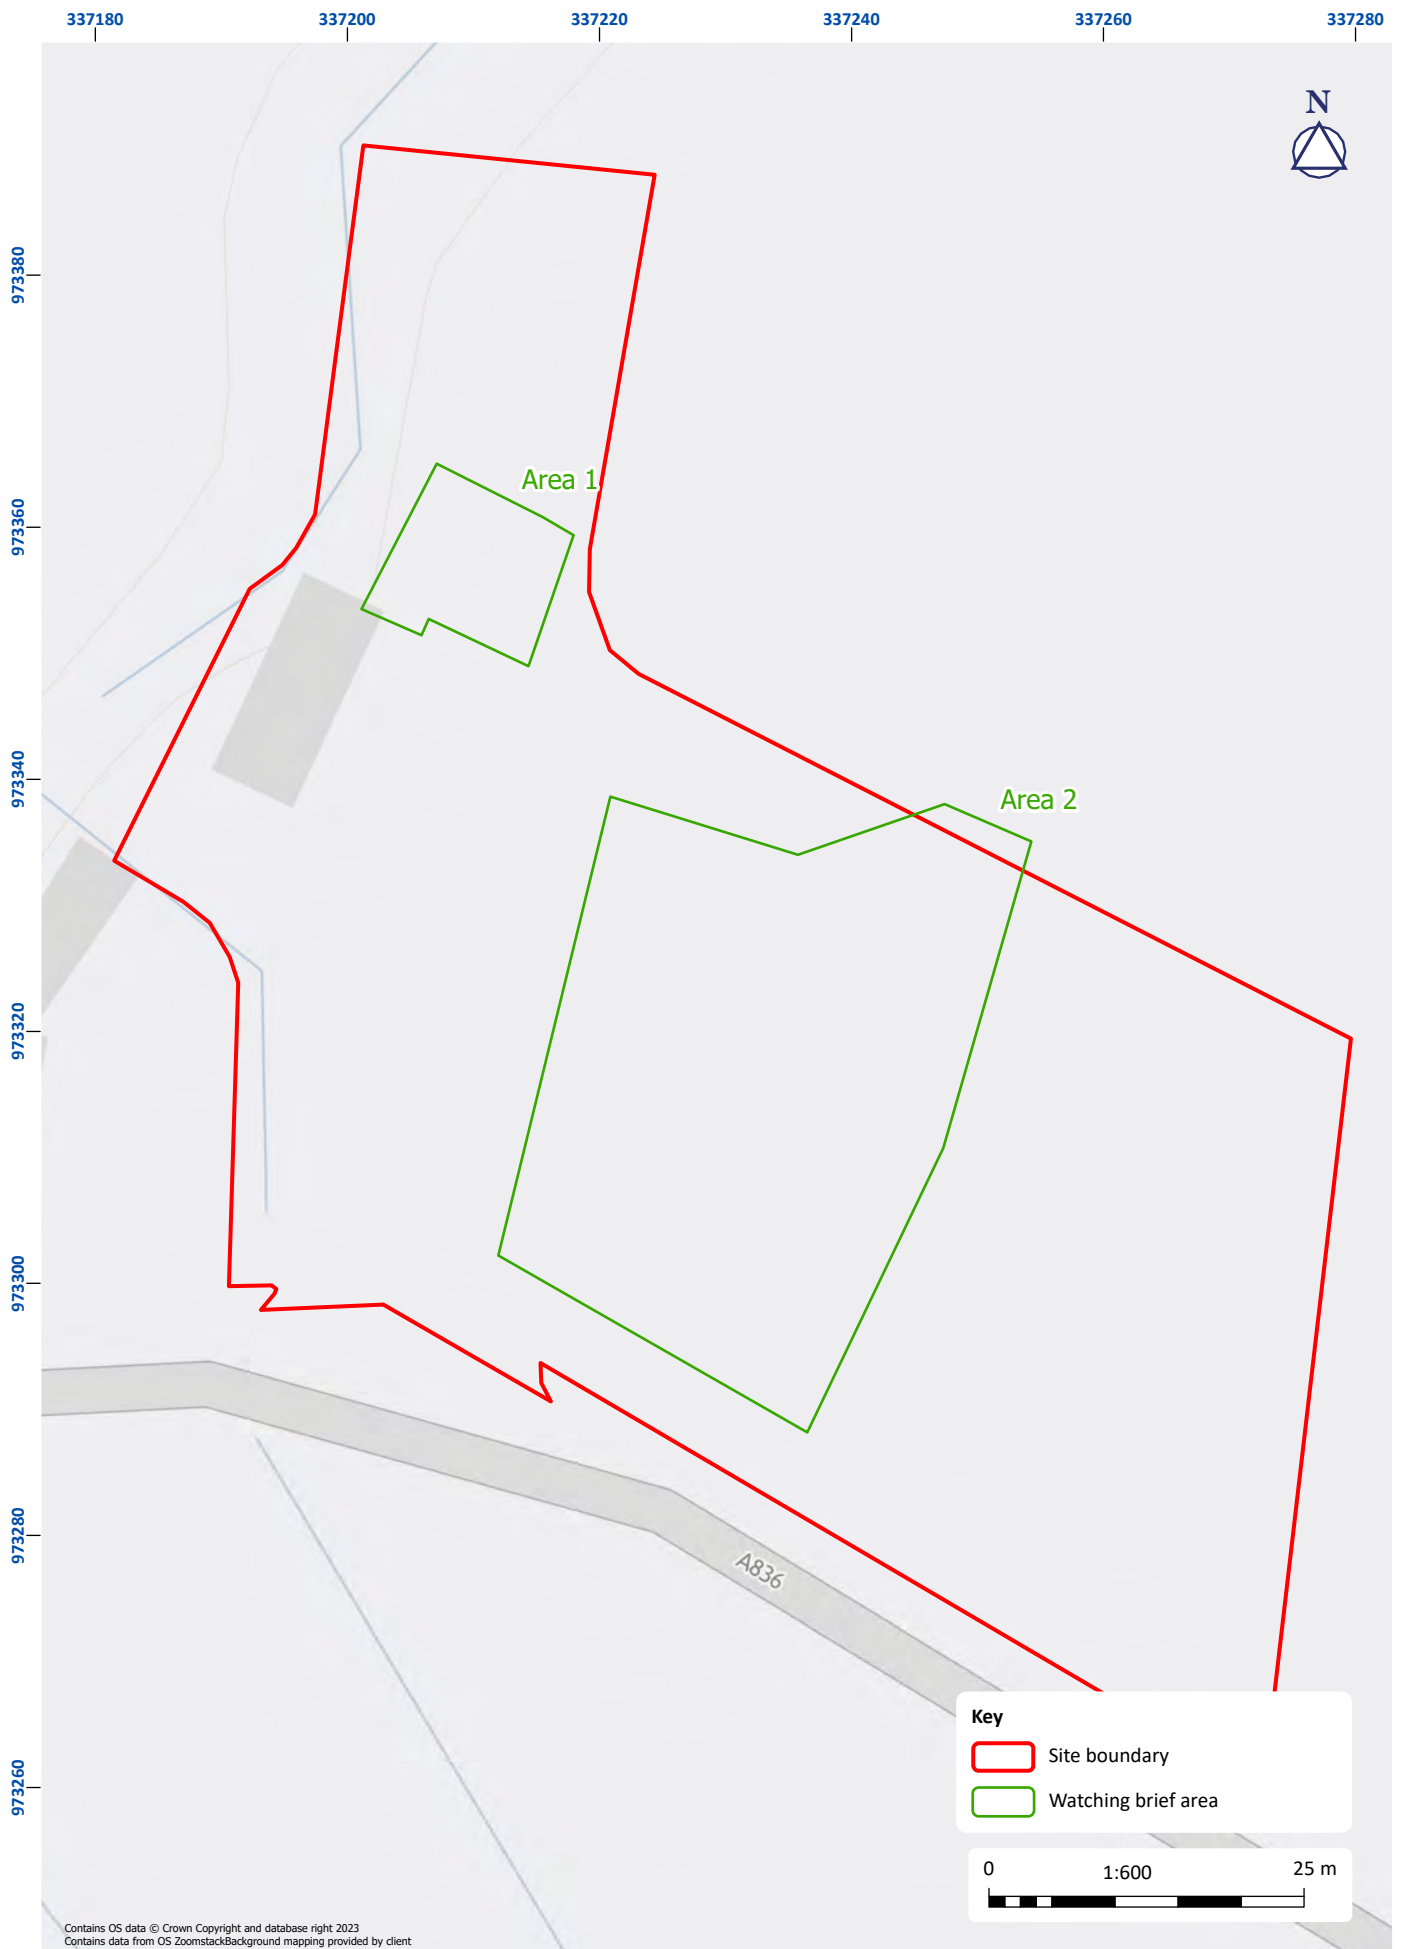 337180 337200 337220 337240 337260 337280
N
973380
973360
973340
973320
973300
973280
973260
Area 1
Area 2
A836
Key
Site boundary
Watching brief area
0 1:600 25 m
Contains OS data © Crown Copyright and database right 2023
Contains data from OS ZoomstackBackground mapping provided by client